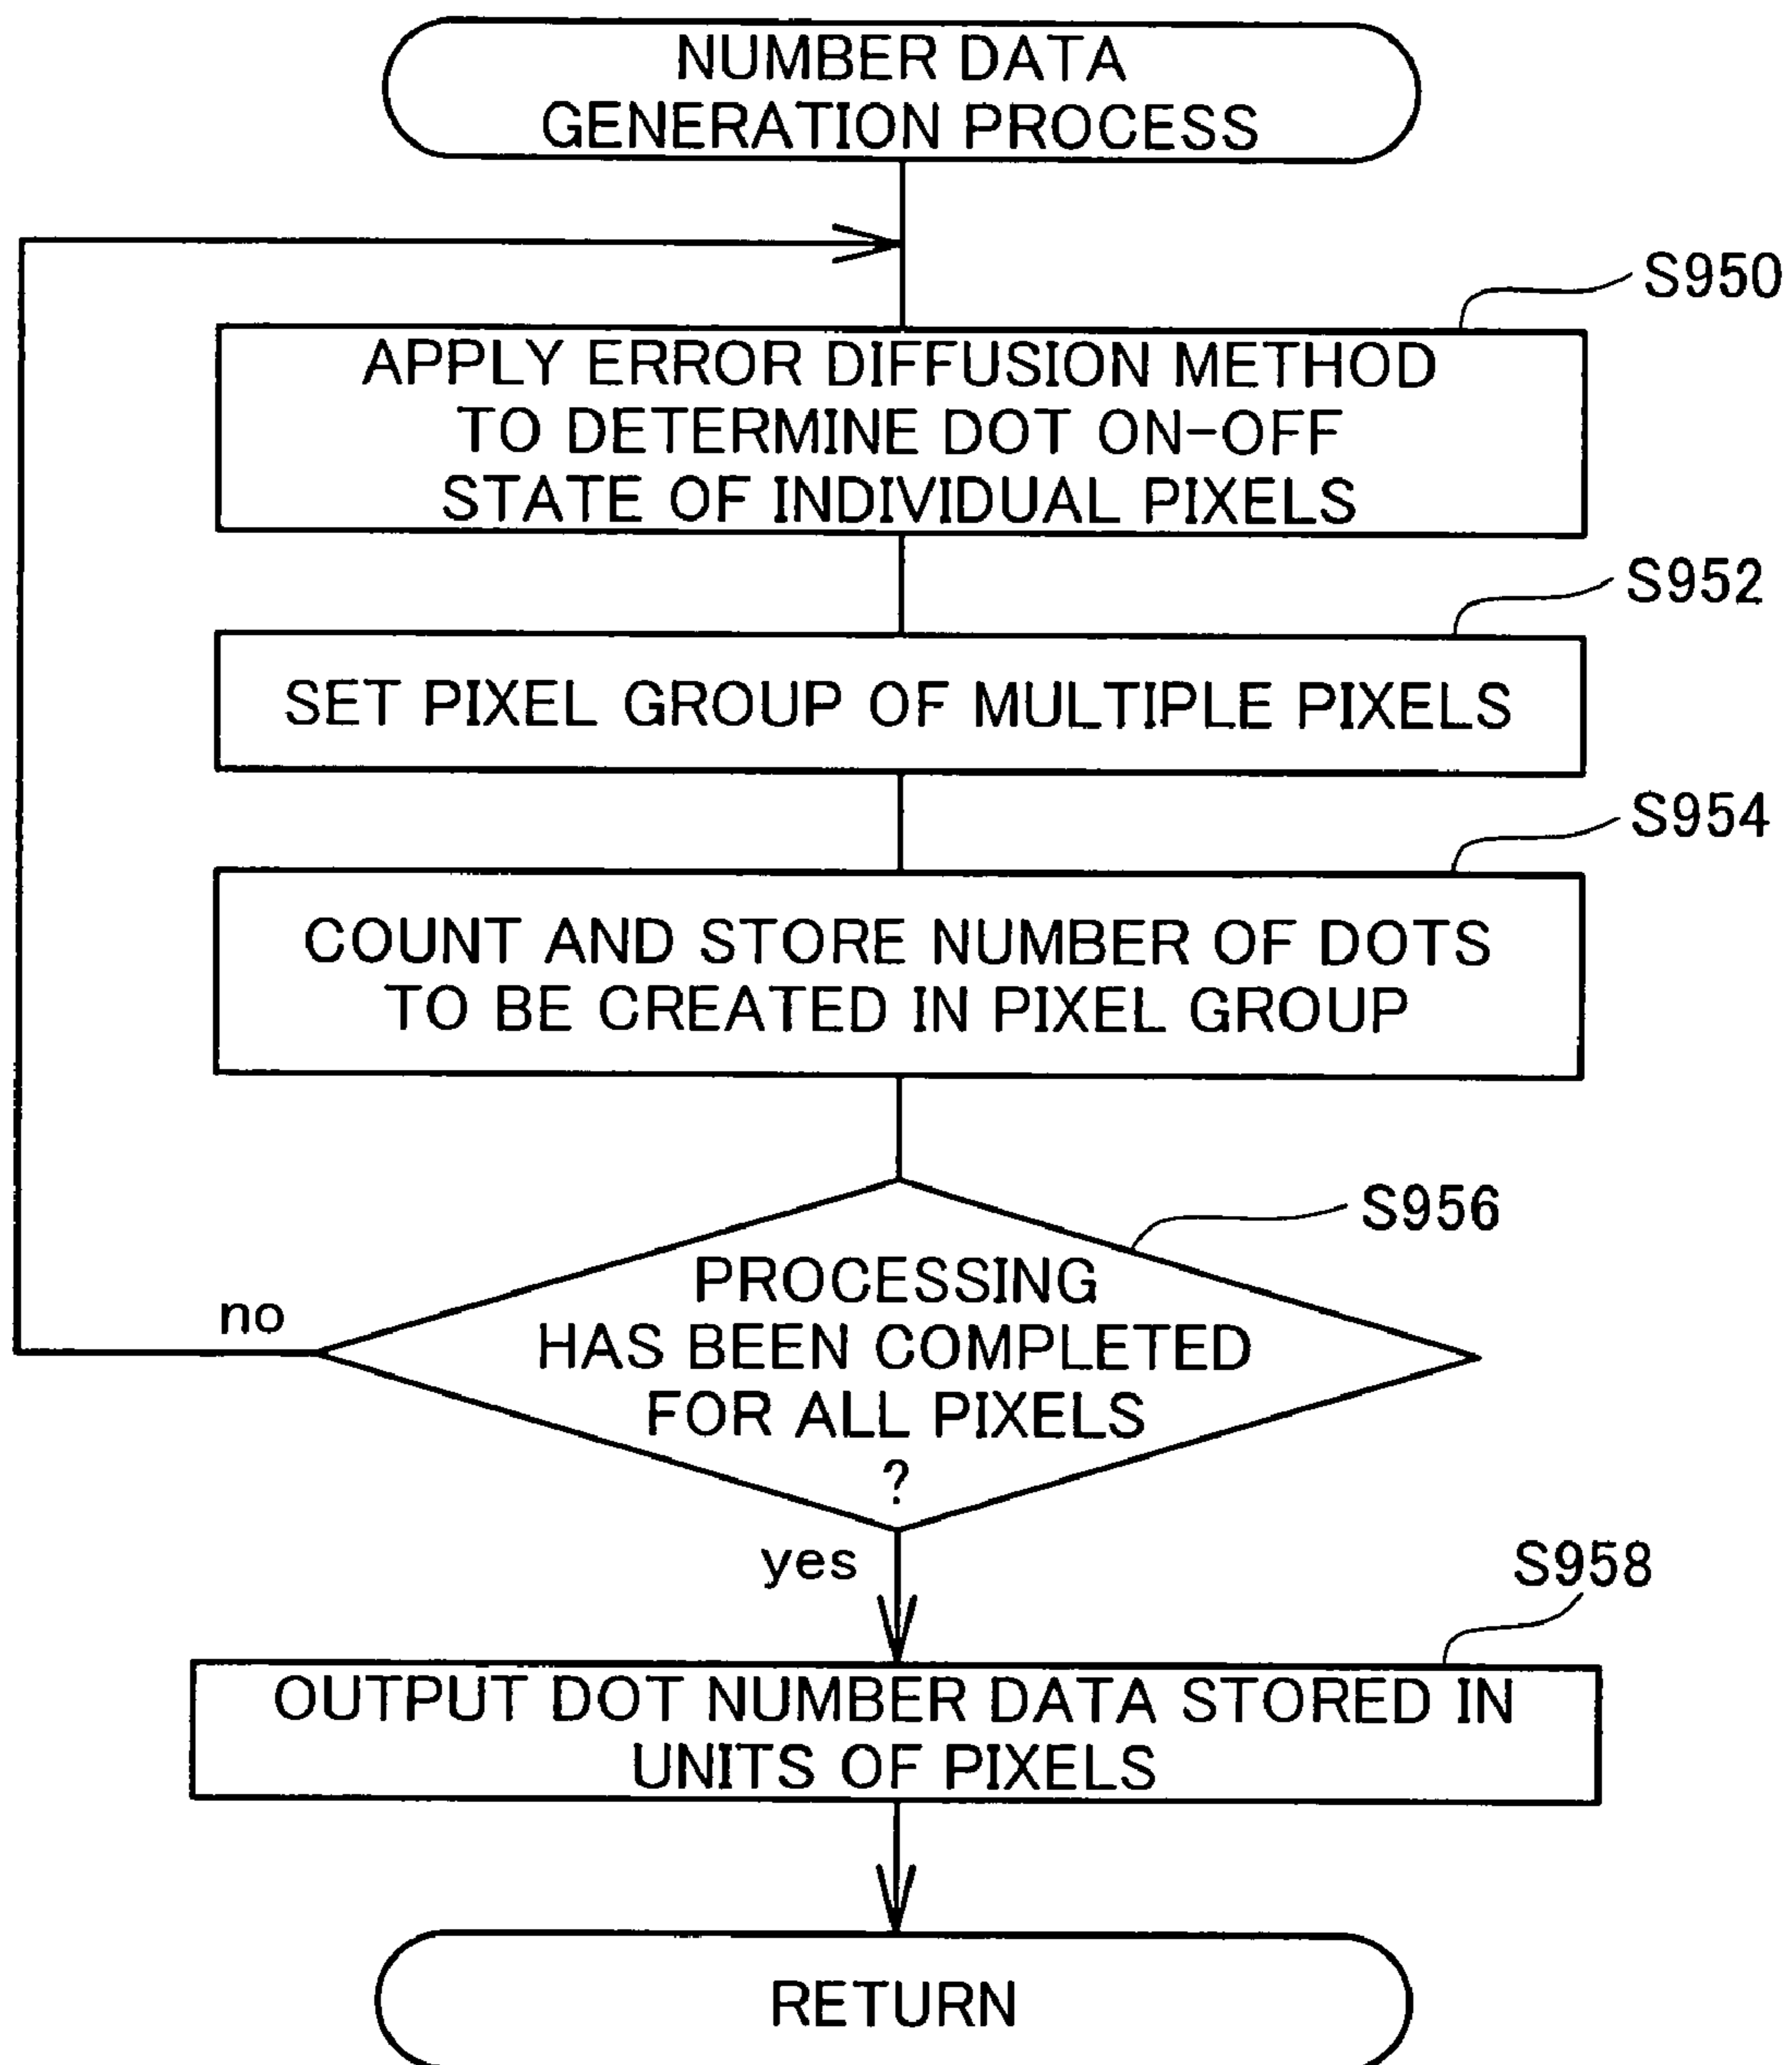 NUMBER DATA
GENERATION PROCESS
S950
APPLY ERROR DIFFUSION METHOD
TO DETERMINE DOT ON-OFF
STATE OF INDIVIDUAL PIXELS
S952
SET PIXEL GROUP OF MULTIPLE PIXELS
S954
COUNT AND STORE NUMBER OF DOTS
TO BE CREATED IN PIXEL GROUP
S956
PROCESSING
HAS BEEN COMPLETED
FOR ALL PIXELS
?
no
yes
S958
OUTPUT DOT NUMBER DATA STORED IN
UNITS OF PIXELS
RETURN